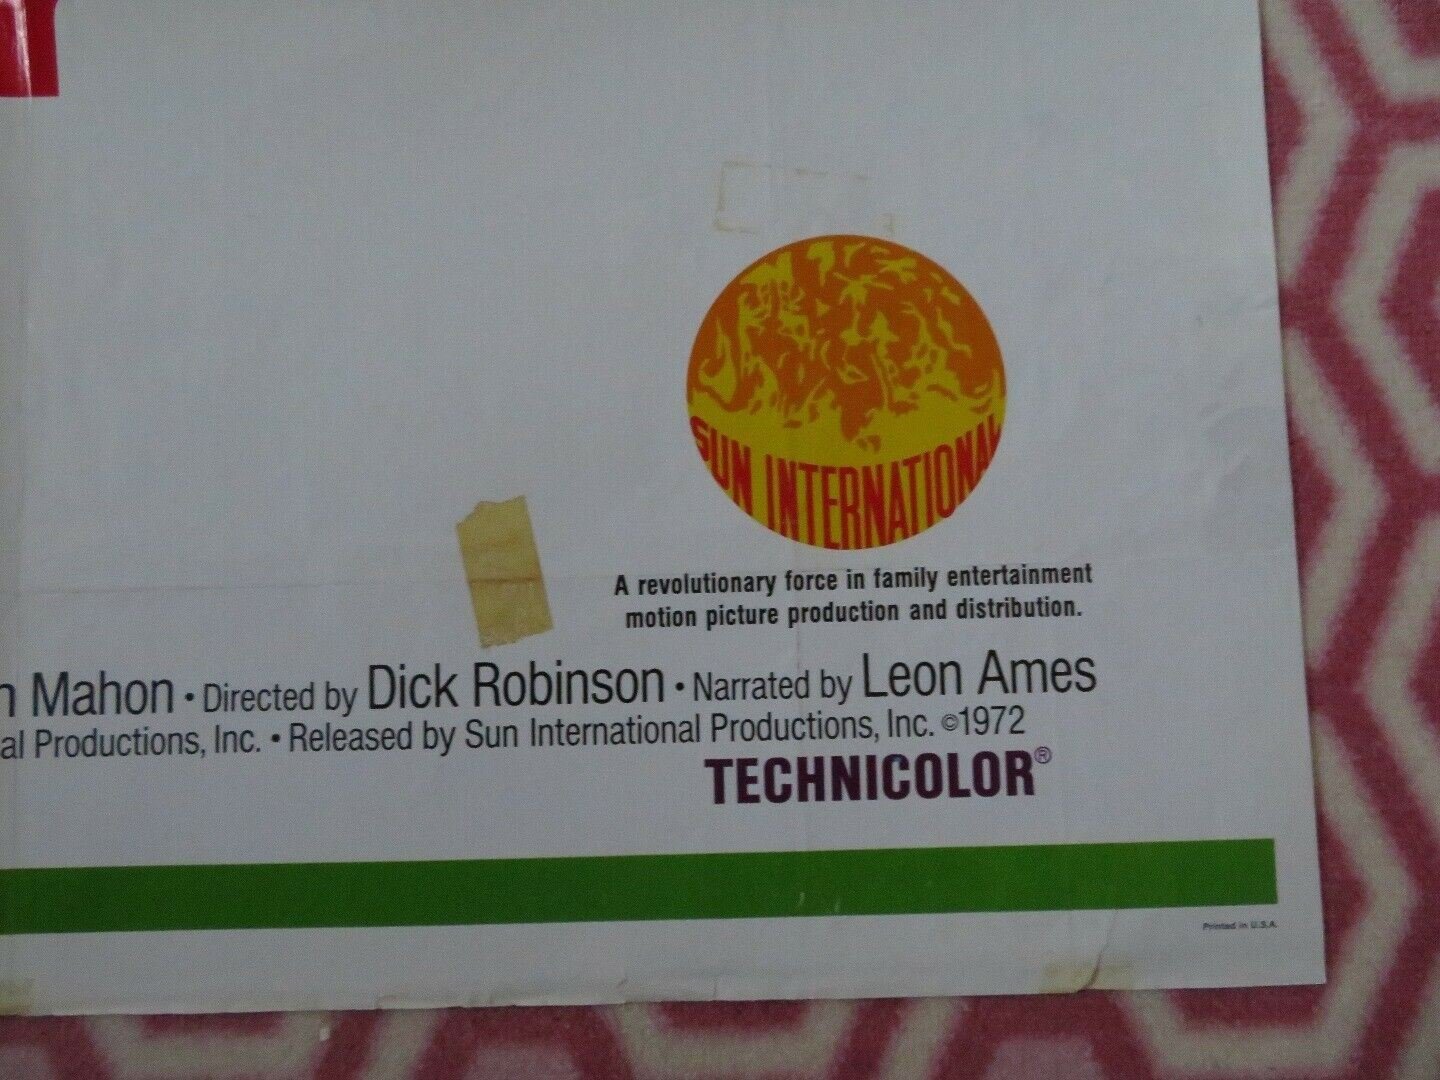 Y
SUN INTERNATIONAL
A revolutionary force in family entertainment
motion picture production and distribution.
n Mahon • Directed by Dick Robinson • Narrated by Leon Ames
al Productions, Inc. • Released by Sun International Productions, Inc. ©1972
TECHNICOLOR®
Printed in U.S.A.